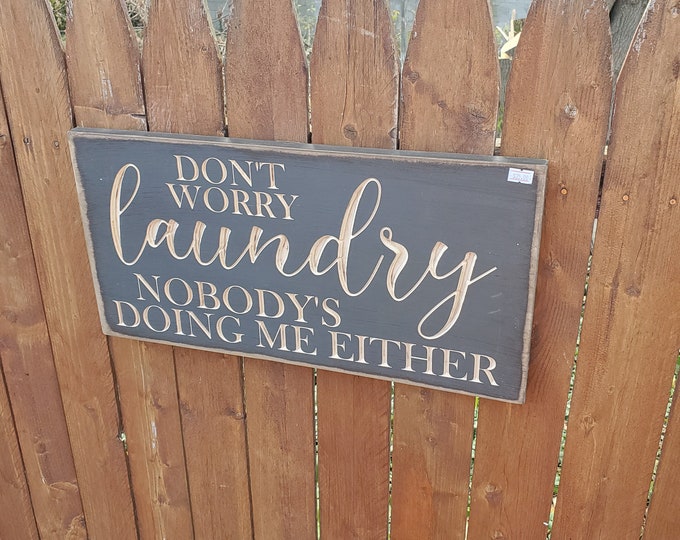 DON'T
WORRY
laundry
NOBODY'S
DOING ME EITHER